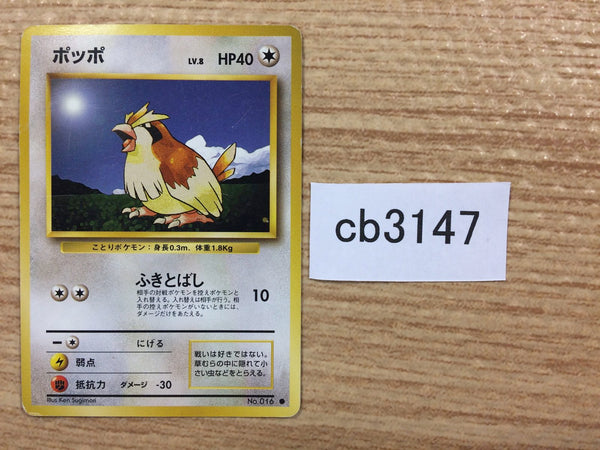 ポッポ LV.8 HP40
ことりポケモン：身長0.3m、体重1.8Kg
ふきとばし 10
相手の対戦ポケモンを控えポケモンと
入れ替える。入れ替えは相手が行う。相
手の控えポケモンがいないときには、
ダメージだけをあたえる。
ー にげる
弱点
抵抗力 ダメージ -30
戦いは好きではない。
草むらの中に隠れて小
さい虫などをとらえる。
Illus. Ken Sugimori No.016
cb3147